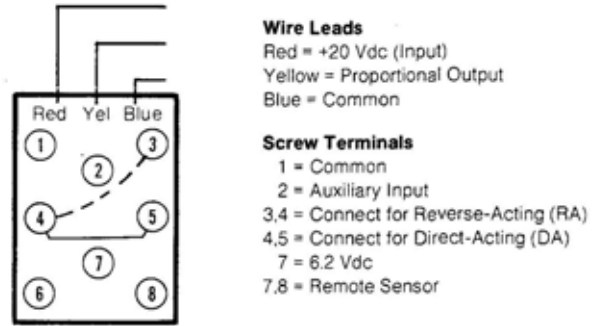 Wire Leads
Red = +20 Vdc (Input)
Yellow = Proportional Output
Blue = Common
Red Yel Blue
1 3
2
4 5
7
6 8
Screw Terminals
1 = Common
2 = Auxiliary Input
3,4 = Connect for Reverse-Acting (RA)
4,5 = Connect for Direct-Acting (DA)
7 = 6.2 Vdc
7,8 = Remote Sensor